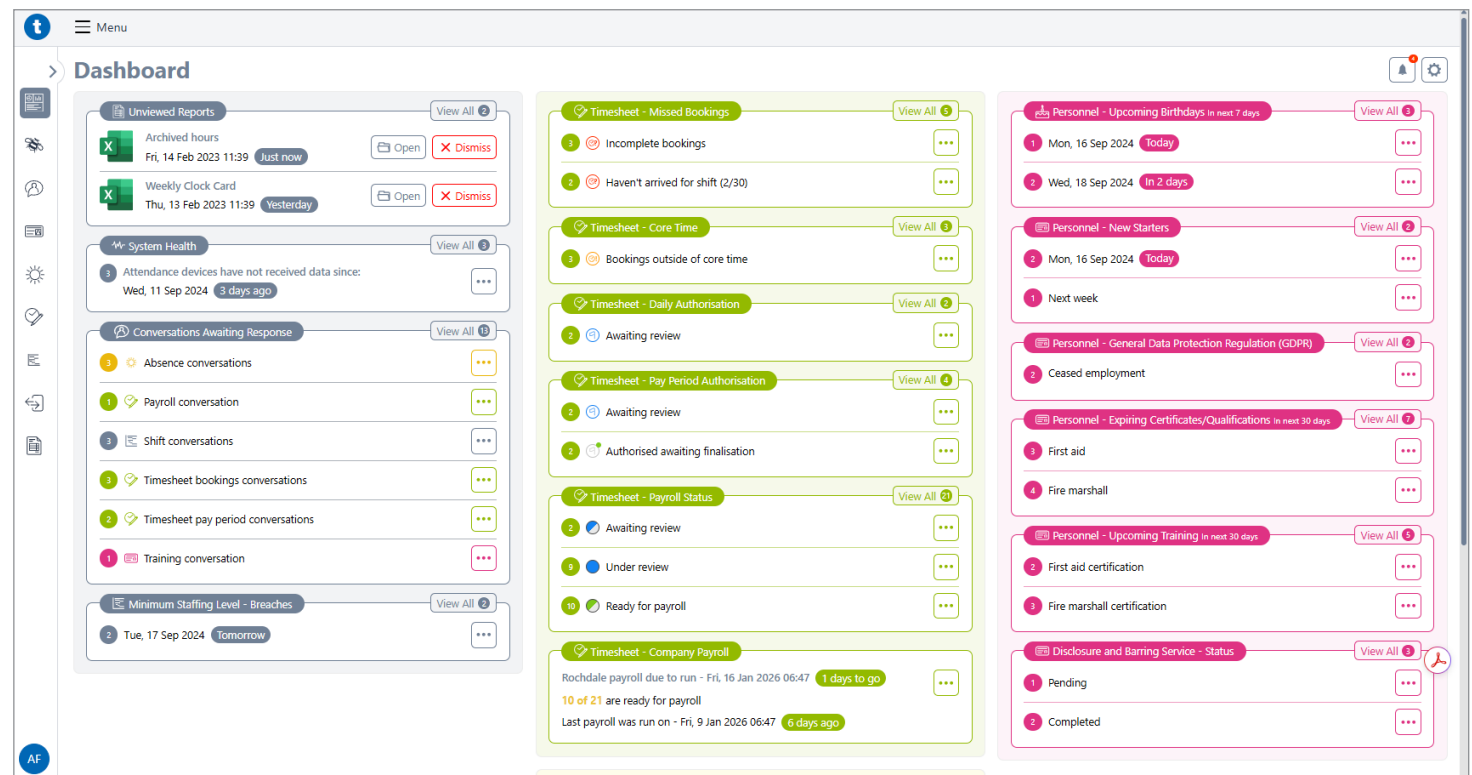 t Menu
Dashboard
4
Unviewed Reports View All 2
Archived hours
Fri, 14 Feb 2023 11:39 Just now Open Dismiss
Weekly Clock Card
Thu, 13 Feb 2023 11:39 Yesterday Open Dismiss
System Health View All 3
3 Attendance devices have not received data since:
Wed, 11 Sep 2024 3 days ago
Conversations Awaiting Response View All 13
3 Absence conversations
1 Payroll conversation
3 Shift conversations
3 Timesheet bookings conversations
2 Timesheet pay period conversations
1 Training conversation
Minimum Staffing Level - Breaches View All 2
2 Tue, 17 Sep 2024 Tomorrow
Timesheet - Missed Bookings View All 5
3 Incomplete bookings
2 Haven't arrived for shift (2/30)
Timesheet - Core Time View All 3
3 Bookings outside of core time
Timesheet - Daily Authorisation View All 2
2 Awaiting review
Timesheet - Pay Period Authorisation View All 4
2 Awaiting review
2 Authorised awaiting finalisation
Timesheet - Payroll Status View All 21
2 Awaiting review
9 Under review
10 Ready for payroll
Timesheet - Company Payroll
Rochdale payroll due to run - Fri, 16 Jan 2026 06:47 1 days to go
10 of 21 are ready for payroll
Last payroll was run on - Fri, 9 Jan 2026 06:47 6 days ago
Personnel - Upcoming Birthdays In next 7 days View All 3
1 Mon, 16 Sep 2024 Today
2 Wed, 18 Sep 2024 In 2 days
Personnel - New Starters View All 2
2 Mon, 16 Sep 2024 Today
1 Next week
Personnel - General Data Protection Regulation (GDPR) View All 2
2 Ceased employment
Personnel - Expiring Certificates/Qualifications In next 30 days View All 7
3 First aid
4 Fire marshall
Personnel - Upcoming Training In next 30 days View All 5
2 First aid certification
3 Fire marshall certification
Disclosure and Barring Service - Status View All 3
1 Pending
2 Completed
AF